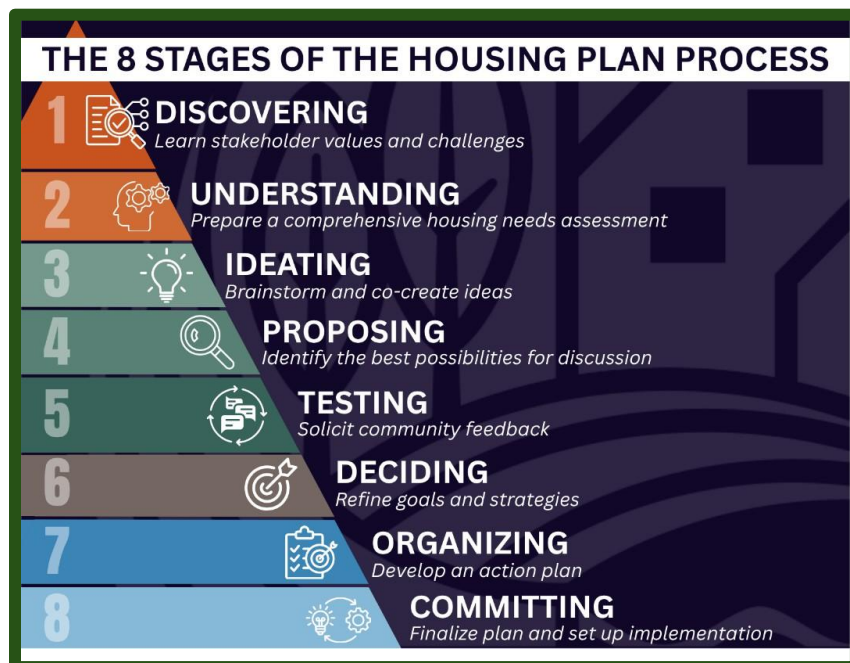 THE 8 STAGES OF THE HOUSING PLAN PROCESS
1
DISCOVERING
Learn stakeholder values and challenges
2
UNDERSTANDING
Prepare a comprehensive housing needs assessment
3
IDEATING
Brainstorm and co-create ideas
4
PROPOSING
Identify the best possibilities for discussion
5
TESTING
Solicit community feedback
6
DECIDING
Refine goals and strategies
7
ORGANIZING
Develop an action plan
8
COMMITTING
Finalize plan and set up implementation